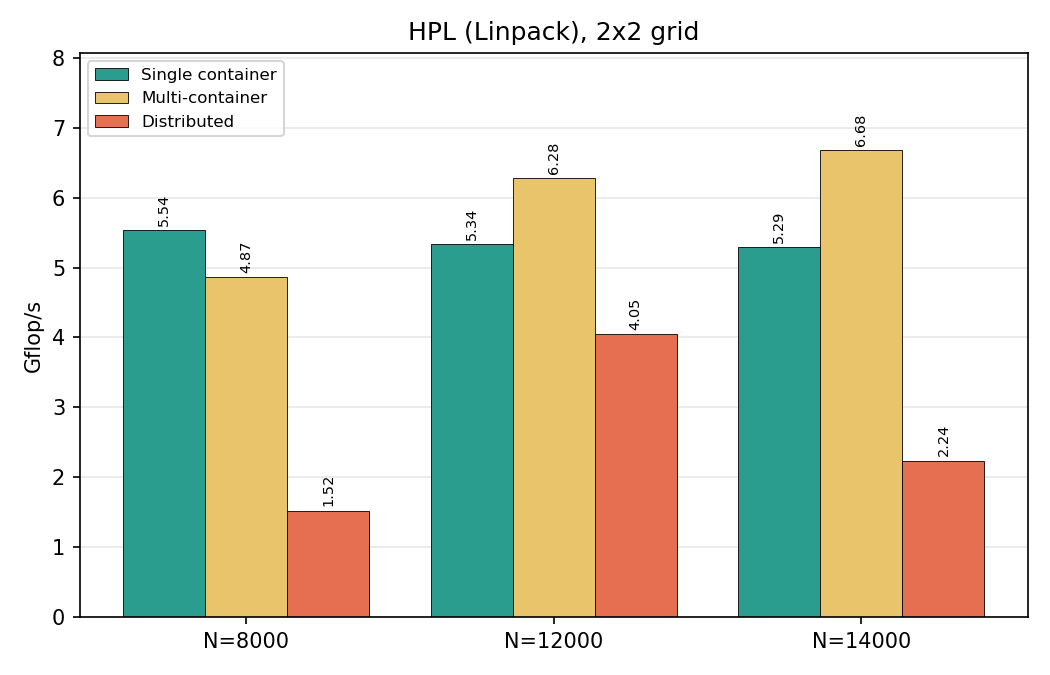 HPL (Linpack), 2x2 grid
Single container
Multi-container
Distributed
Gflop/s
8
7
6
5
4
3
2
1
0
5.54
4.87
1.52
5.34
6.28
4.05
5.29
6.68
2.24
N=8000
N=12000
N=14000